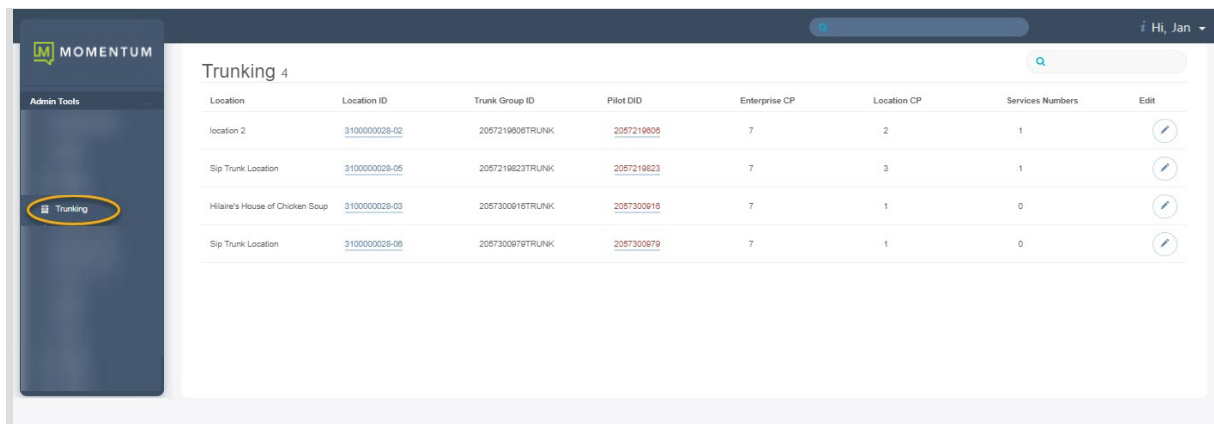 Hi, Jan
M MOMENTUM
Trunking 4
Admin Tools
Location Location ID Trunk Group ID Pilot DID Enterprise CP Location CP Services Numbers Edit
location 2 3100000028-02 2057219606TRUNK 2057219606 7 2 1
Sip Trunk Location 3100000028-05 2057219823TRUNK 2057219823 7 3 1
Trunking
Hilaire's House of Chicken Soup 3100000028-03 2057300916TRUNK 2057300916 7 1 0
Sip Trunk Location 3100000028-06 2057300979TRUNK 2057300979 7 1 0